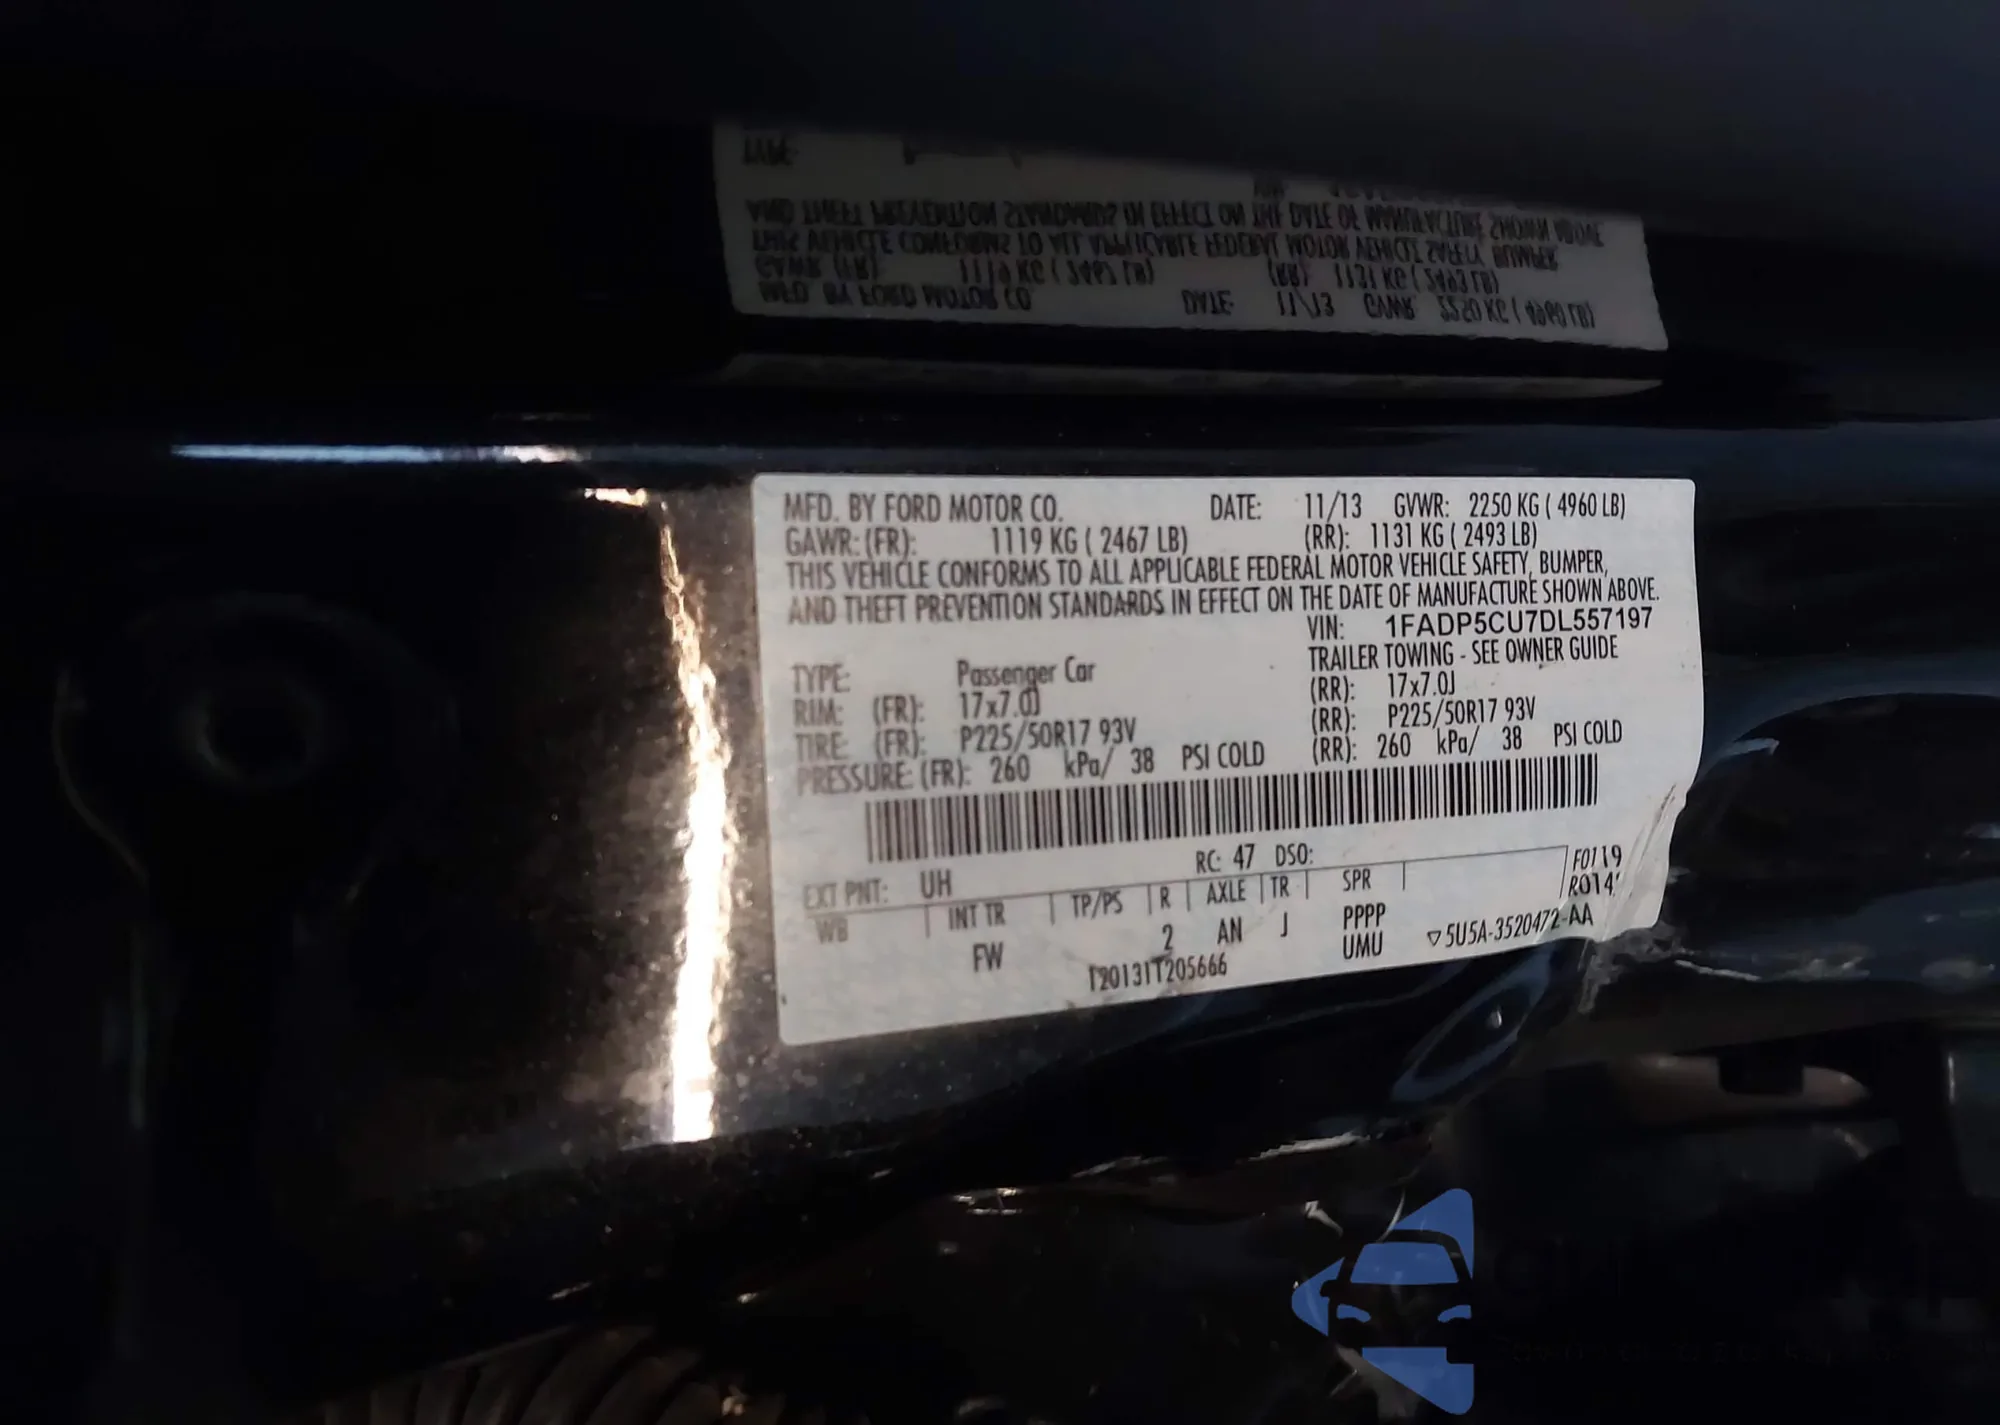 MFD. BY FORD MOTOR CO. DATE: 11/13 GVWR: 2250 KG ( 4960 LB)
GAWR: (FR): 1119 KG ( 2467 LB) (RR): 1131 KG ( 2493 LB)
THIS VEHICLE CONFORMS TO ALL APPLICABLE FEDERAL MOTOR VEHICLE SAFETY, BUMPER,
AND THEFT PREVENTION STANDARDS IN EFFECT ON THE DATE OF MANUFACTURE SHOWN ABOVE.
VIN: 1FADP5CU7DL557197
TYPE: Passenger Car TRAILER TOWING - SEE OWNER GUIDE
RIM: (FR): 17x7.0J (RR): 17x7.0J
TIRE: (FR): P225/50R17 93V (RR): P225/50R17 93V
PRESSURE: (FR): 260 kPa/ 38 PSI COLD (RR): 260 kPa/ 38 PSI COLD
EXT PNT: UH RC: 47 DSO: F0119
WB INT TR TP/PS R AXLE TR SPR R014
FW 2 AN J PPPP
UMU ▽5U5A-3520472-AA
T20131T205666